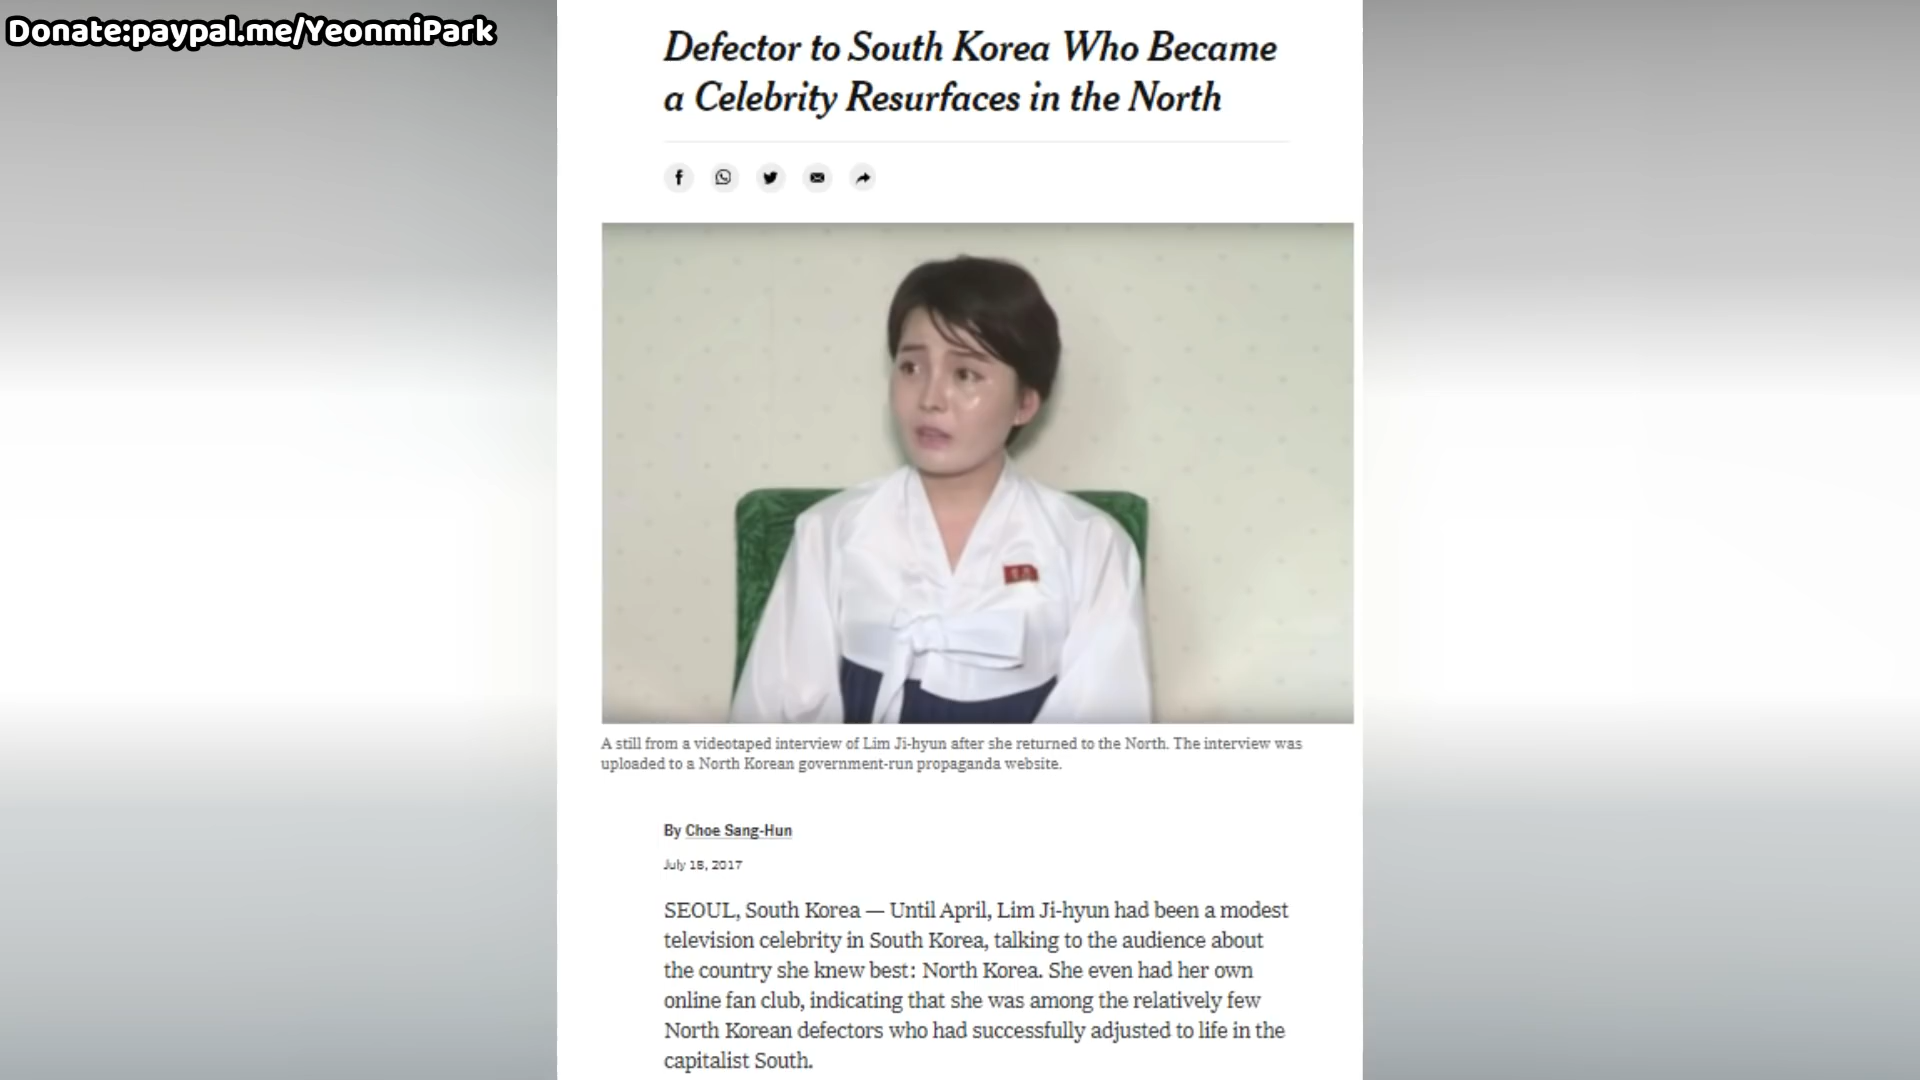 Donate:paypal.me/YeonmiPark
Defector to South Korea Who Became
a Celebrity Resurfaces in the North
A still from a videotaped interview of Lim Ji-hyun after she returned to the North. The interview was
uploaded to a North Korean government-run propaganda website.
By Choe Sang-Hun
July 18, 2017
SEOUL, South Korea — Until April, Lim Ji-hyun had been a modest
television celebrity in South Korea, talking to the audience about
the country she knew best: North Korea. She even had her own
online fan club, indicating that she was among the relatively few
North Korean defectors who had successfully adjusted to life in the
capitalist South.